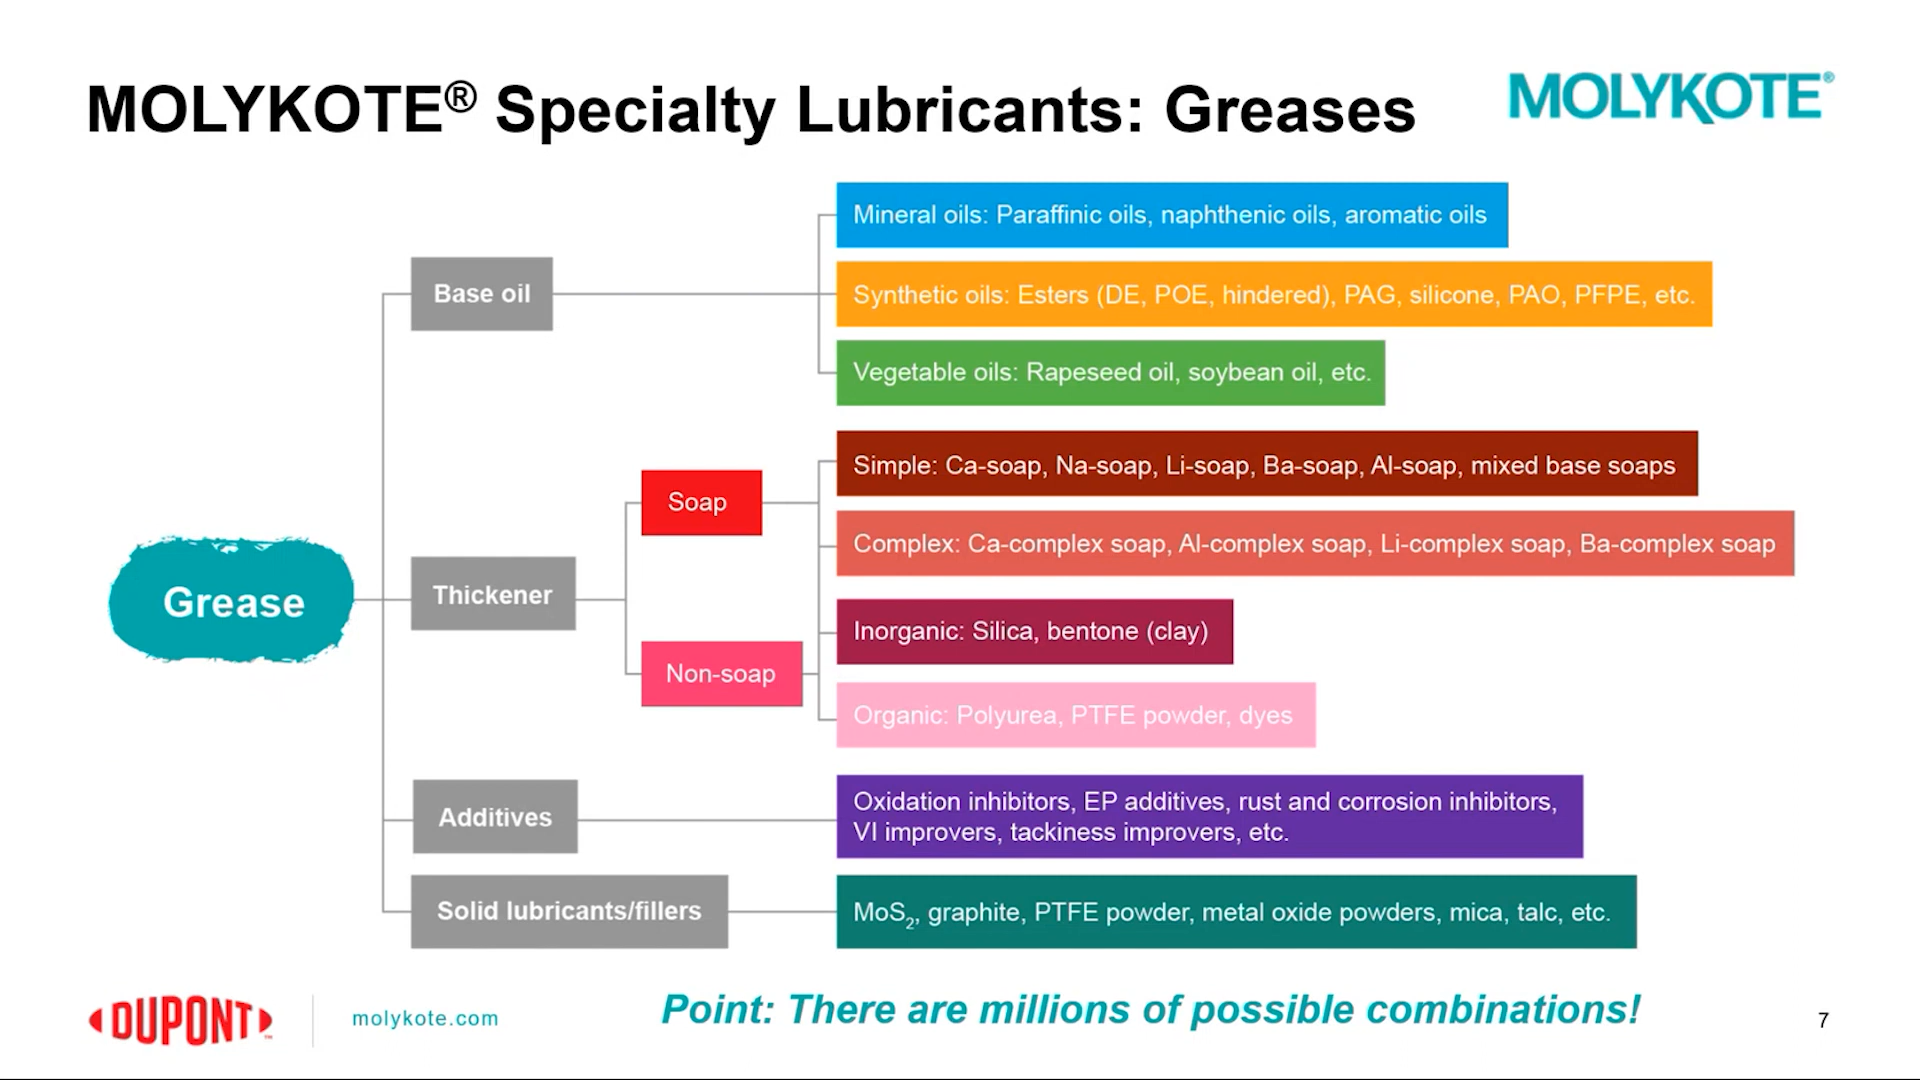 MOLYKOTE® Specialty Lubricants: Greases
MOLYKOTE®
Mineral oils: Paraffinic oils, naphthenic oils, aromatic oils
Base oil
Synthetic oils: Esters (DE, POE, hindered), PAG, silicone, PAO, PFPE, etc.
Vegetable oils: Rapeseed oil, soybean oil, etc.
Simple: Ca-soap, Na-soap, Li-soap, Ba-soap, Al-soap, mixed base soaps
Soap
Complex: Ca-complex soap, Al-complex soap, Li-complex soap, Ba-complex soap
Grease
Thickener
Inorganic: Silica, bentone (clay)
Non-soap
Organic: Polyurea, PTFE powder, dyes
Additives
Oxidation inhibitors, EP additives, rust and corrosion inhibitors,
VI improvers, tackiness improvers, etc.
Solid lubricants/fillers
MoS₂, graphite, PTFE powder, metal oxide powders, mica, talc, etc.
DUPONT™
molykote.com
Point: There are millions of possible combinations!
7